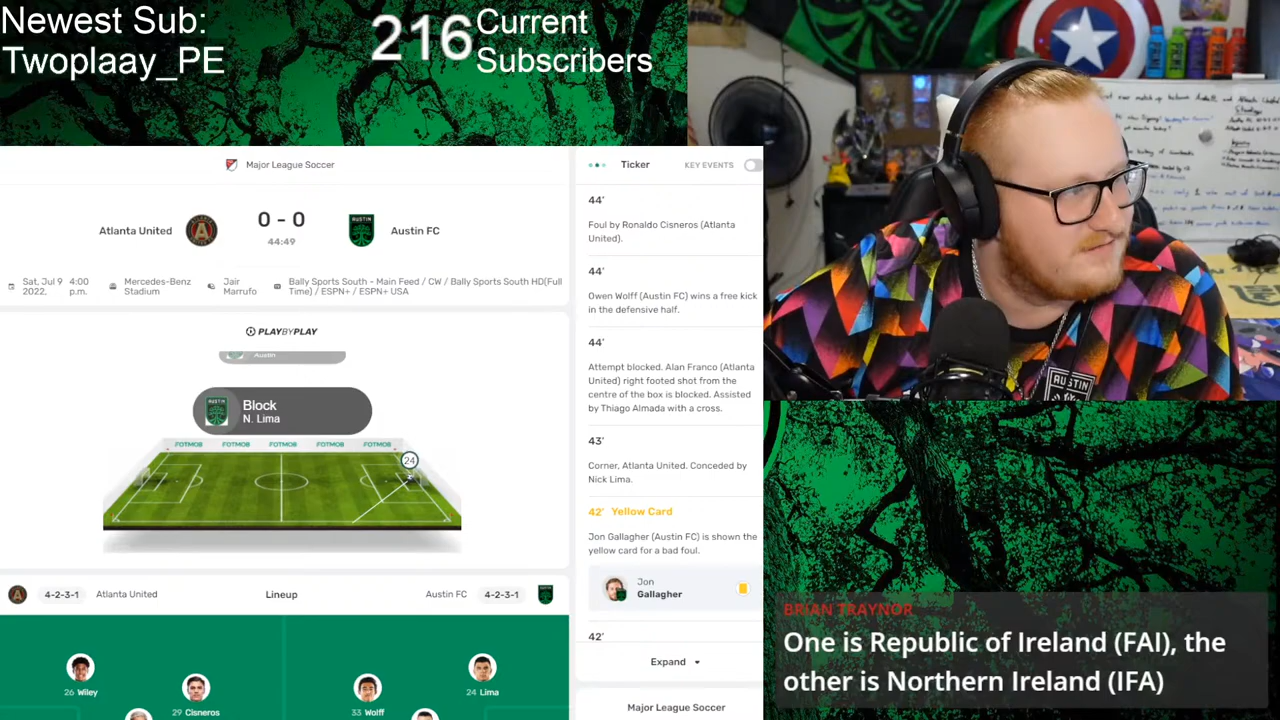 Newest Sub:
Twoplaay_PE
216
Current
Subscribers
Major League Soccer
Atlanta United
0 - 0
44:49
Austin FC
Sat, Jul 9
2022,
4:00
p.m.
Mercedes-Benz
Stadium
Jair
Marrufo
Bally Sports South - Main Feed / CW / Bally Sports South HD(Full
Time) / ESPN+ / ESPN+ USA
PLAYBYPLAY
Austin
Block
N. Lima
FOTMOB FOTMOB FOTMOB FOTMOB FOTMOB
24
4-2-3-1 Atlanta United Lineup Austin FC 4-2-3-1
26 Wiley
29 Cisneros
33 Wolff
24 Lima
Ticker KEY EVENTS
44'
Foul by Ronaldo Cisneros (Atlanta
United).
44'
Owen Wolff (Austin FC) wins a free kick
in the defensive half.
44'
Attempt blocked. Alan Franco (Atlanta
United) right footed shot from the
centre of the box is blocked. Assisted
by Thiago Almada with a cross.
43'
Corner, Atlanta United. Conceded by
Nick Lima.
42' Yellow Card
Jon Gallagher (Austin FC) is shown the
yellow card for a bad foul.
Jon
Gallagher
42'
Expand
Major League Soccer
AUSTIN
BRIAN TRAYNOR
One is Republic of Ireland (FAI), the
other is Northern Ireland (IFA)